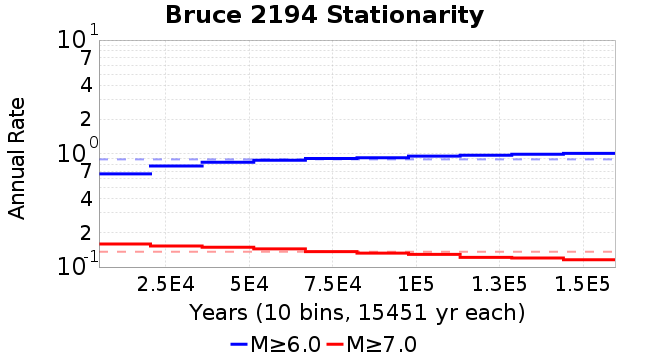 Bruce 2194 Stationarity
Annual Rate
10^1
7
4
2
10^0
7
4
2
10^-1
2.5E4 5E4 7.5E4 1E5 1.3E5 1.5E5
Years (10 bins, 15451 yr each)
M≥6.0 M≥7.0